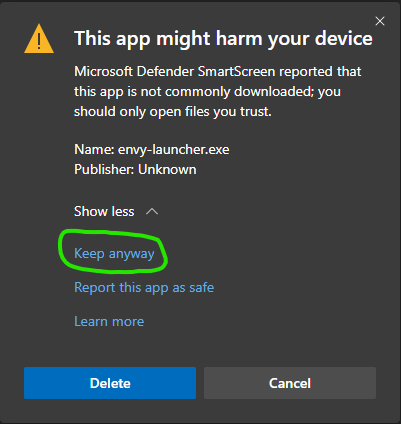 This app might harm your device
Microsoft Defender SmartScreen reported that
this app is not commonly downloaded; you
should only open files you trust.
Name: envy-launcher.exe
Publisher: Unknown
Show less
Keep anyway
Report this app as safe
Learn more
Delete
Cancel